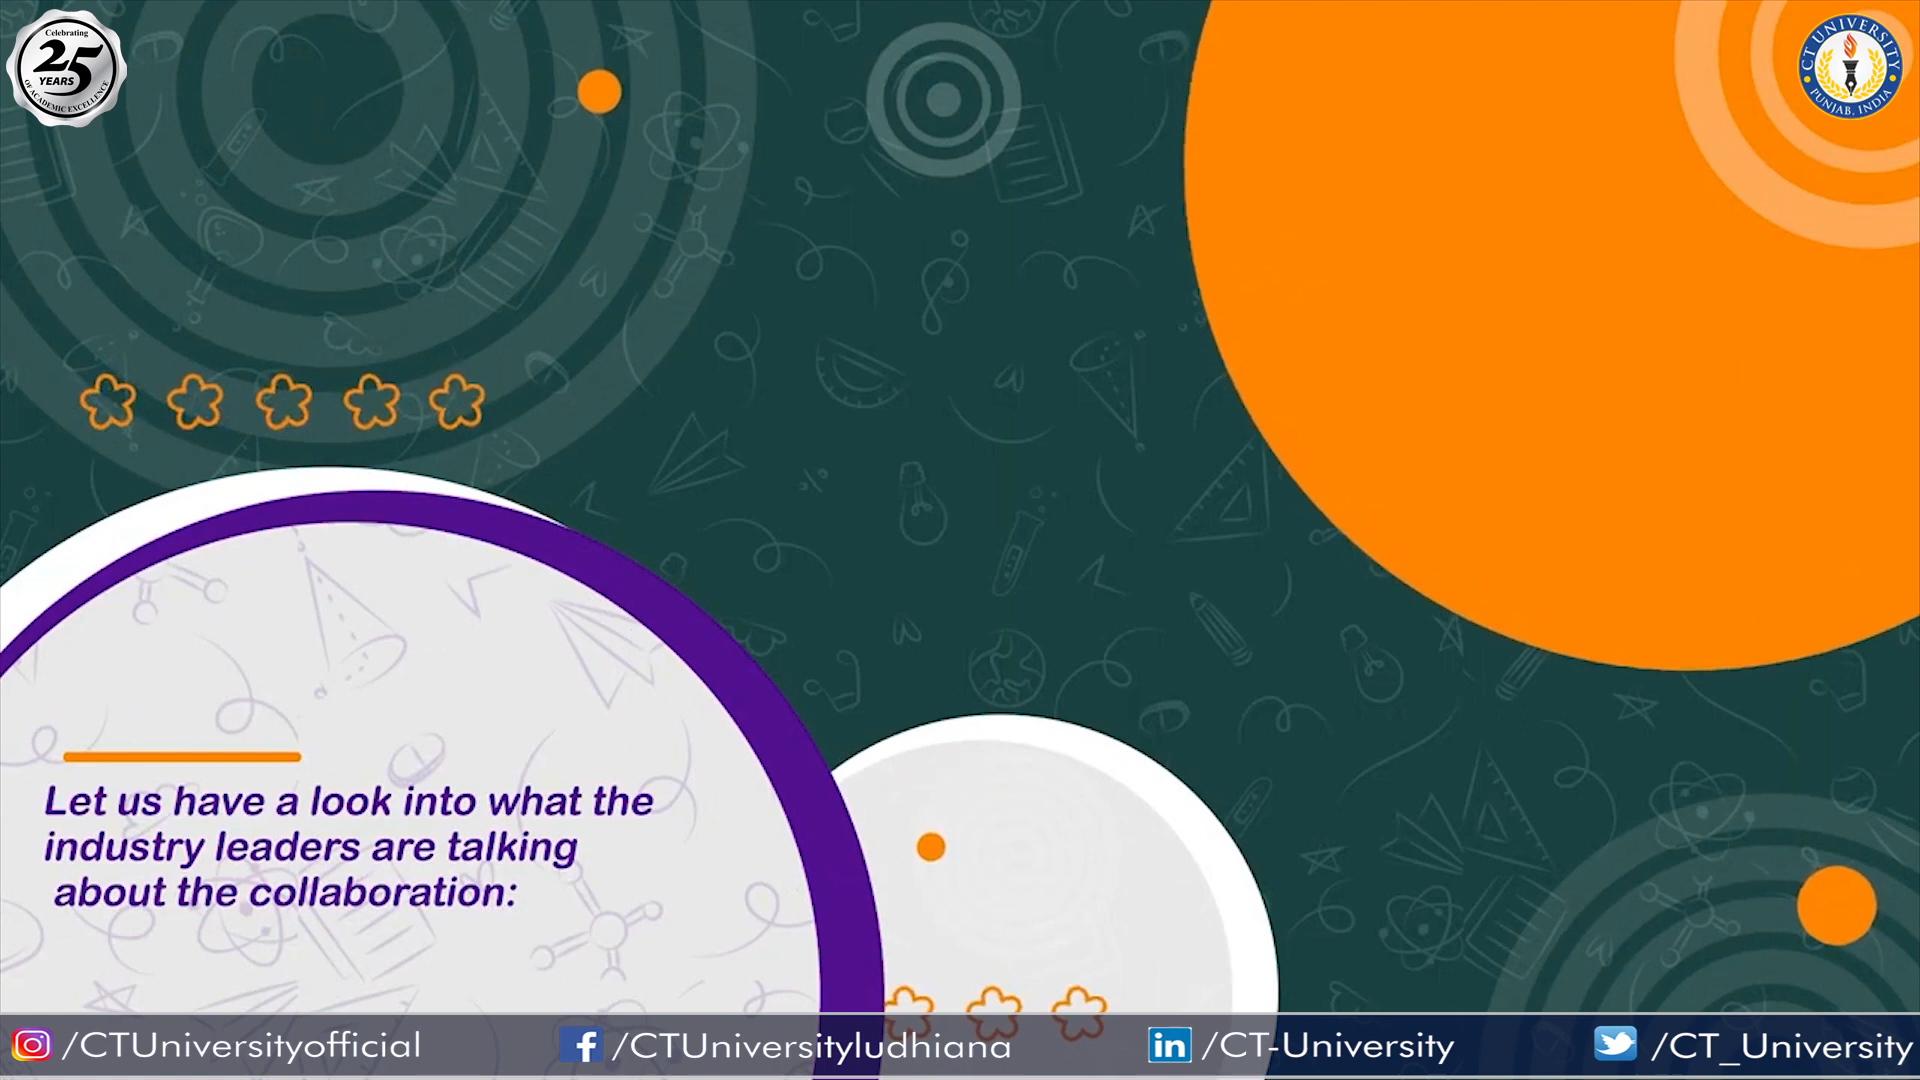 Celebrating
25
YEARS
OF ACADEMIC EXCELLENCE
CT UNIVERSITY
PUNJAB, INDIA
Let us have a look into what the
industry leaders are talking
about the collaboration:
/CTUniversityofficial
/CTUniversityludhiana
/CT-University
/CT_University